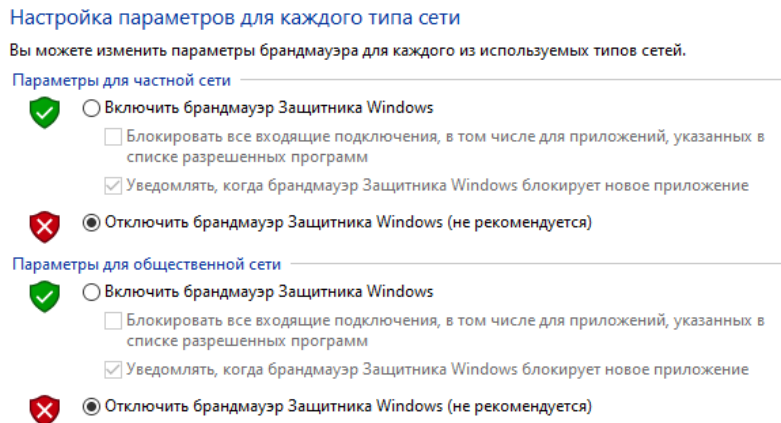 Настройка параметров для каждого типа сети
Вы можете изменить параметры брандмауэра для каждого из используемых типов сетей.
Параметры для частной сети
Включить брандмауэр Защитника Windows
Блокировать все входящие подключения, в том числе для приложений, указанных в
списке разрешенных программ
Уведомлять, когда брандмауэр Защитника Windows блокирует новое приложение
Отключить брандмауэр Защитника Windows (не рекомендуется)
Параметры для общественной сети
Включить брандмауэр Защитника Windows
Блокировать все входящие подключения, в том числе для приложений, указанных в
списке разрешенных программ
Уведомлять, когда брандмауэр Защитника Windows блокирует новое приложение
Отключить брандмауэр Защитника Windows (не рекомендуется)